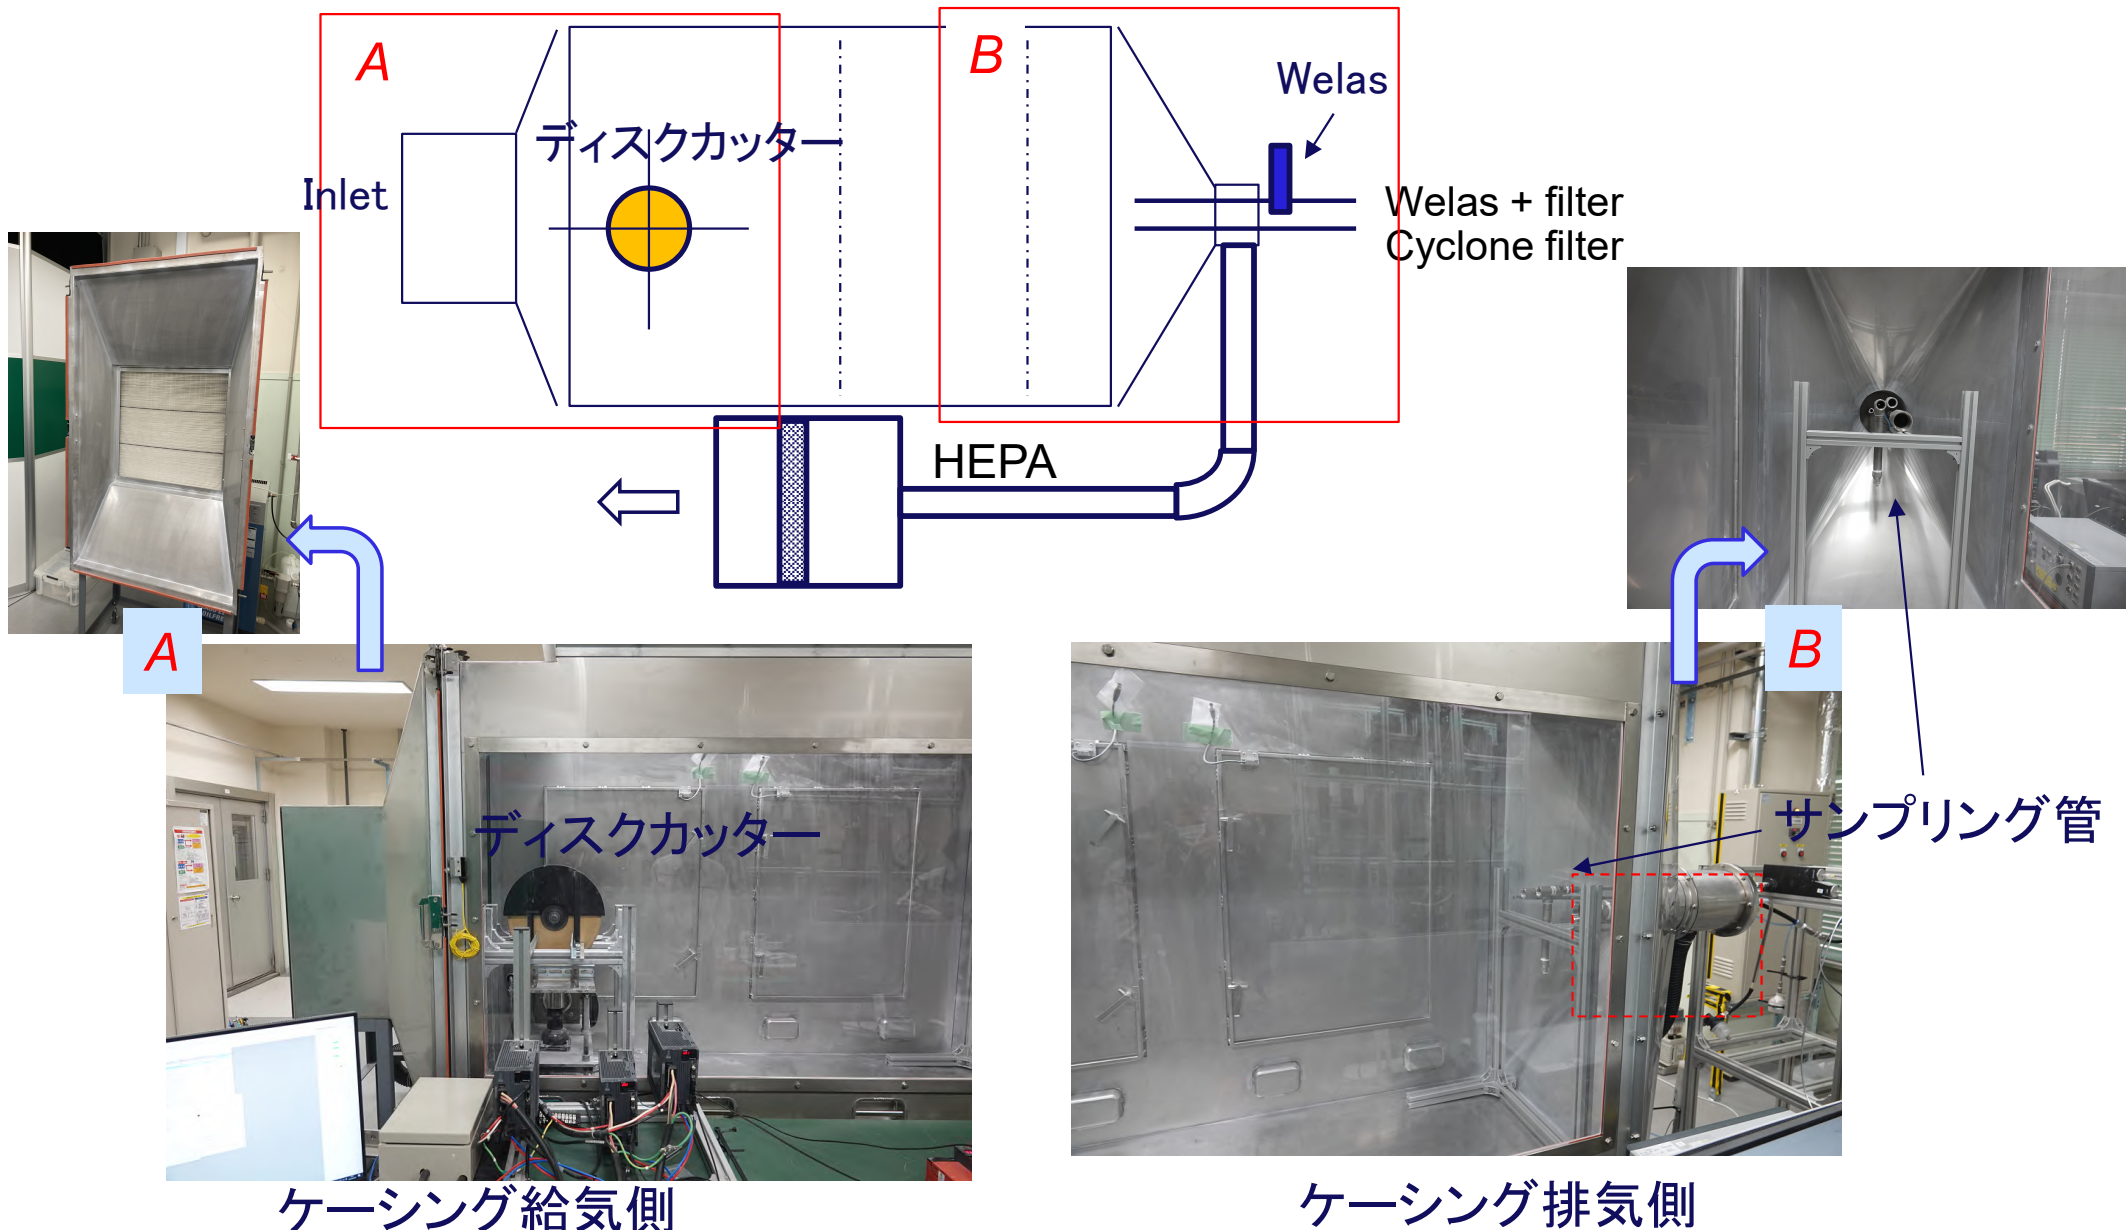 A
B
Welas
ディスクカッター
Inlet
Welas + filter
Cyclone filter
HEPA
A
B
ディスクカッター
サンプリング管
ケーシング給気側
ケーシング排気側